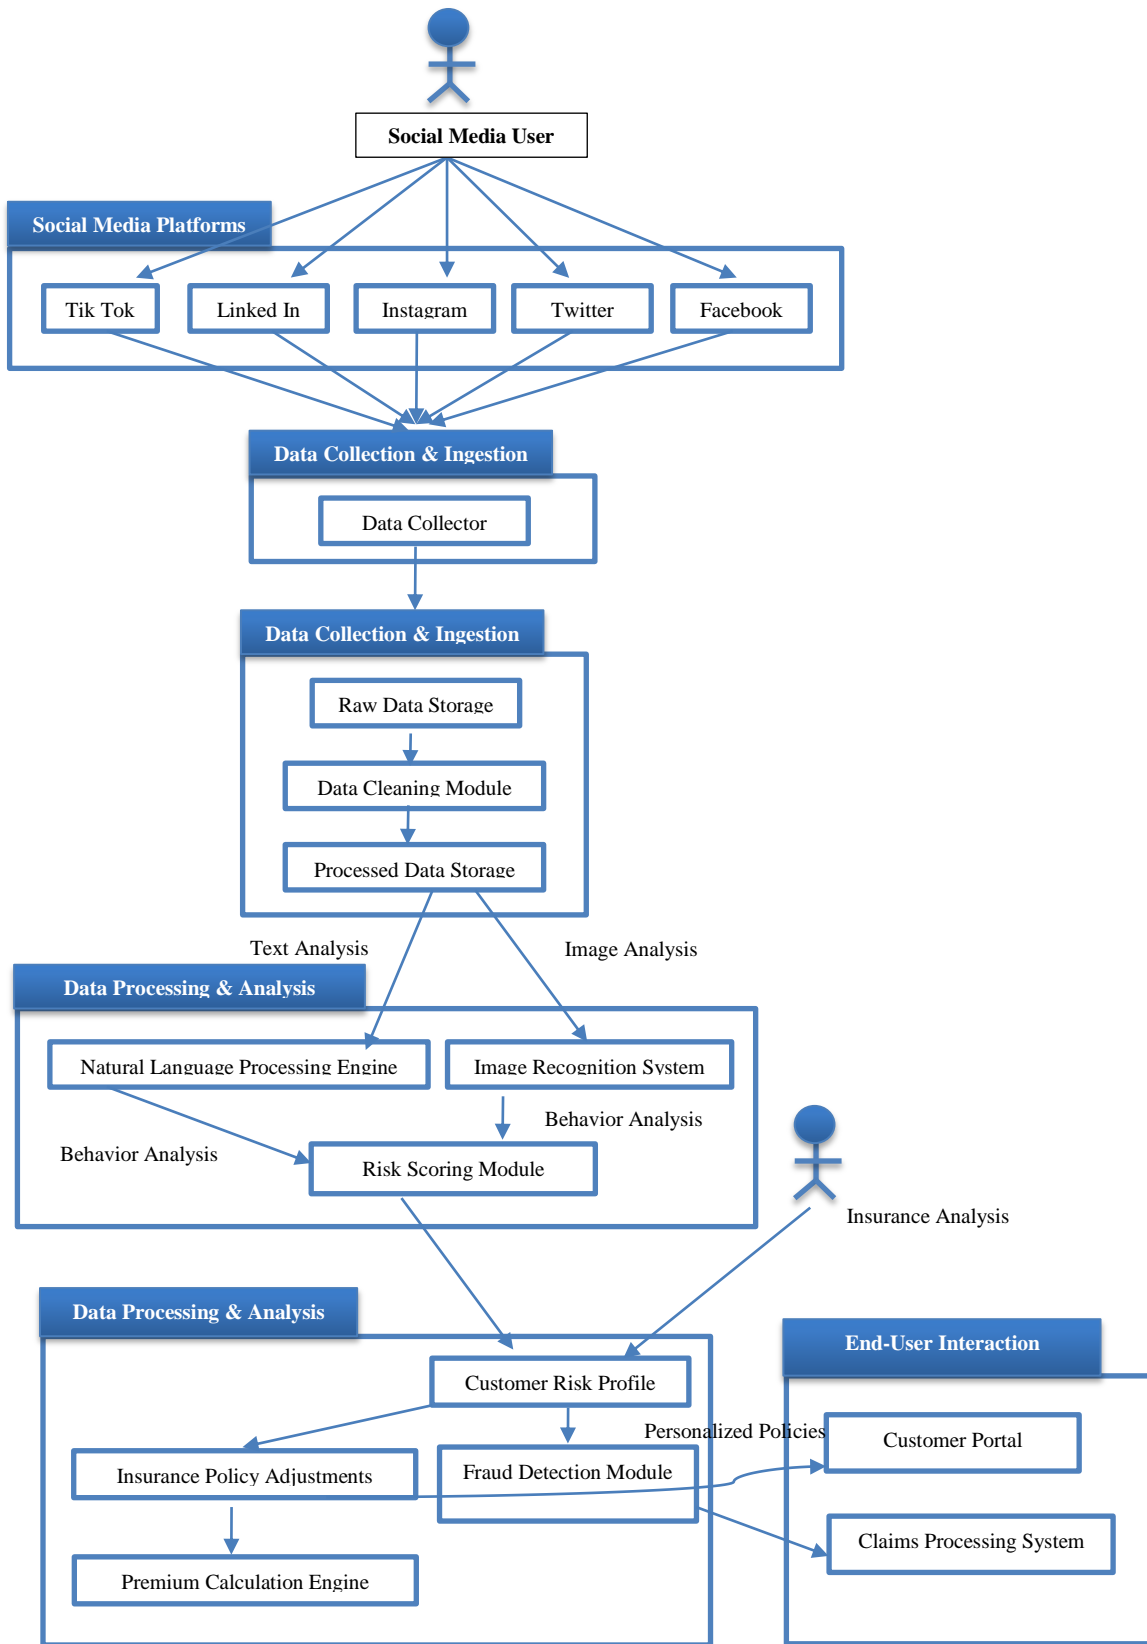 Social Media User
Social Media Platforms
Tik Tok
Linked In
Instagram
Twitter
Facebook
Data Collection & Ingestion
Data Collector
Data Collection & Ingestion
Raw Data Storage
Data Cleaning Module
Processed Data Storage
Text Analysis
Image Analysis
Data Processing & Analysis
Natural Language Processing Engine
Image Recognition System
Behavior Analysis
Behavior Analysis
Risk Scoring Module
Insurance Analysis
Data Processing & Analysis
End-User Interaction
Customer Risk Profile
Personalized Policies
Customer Portal
Insurance Policy Adjustments
Fraud Detection Module
Claims Processing System
Premium Calculation Engine